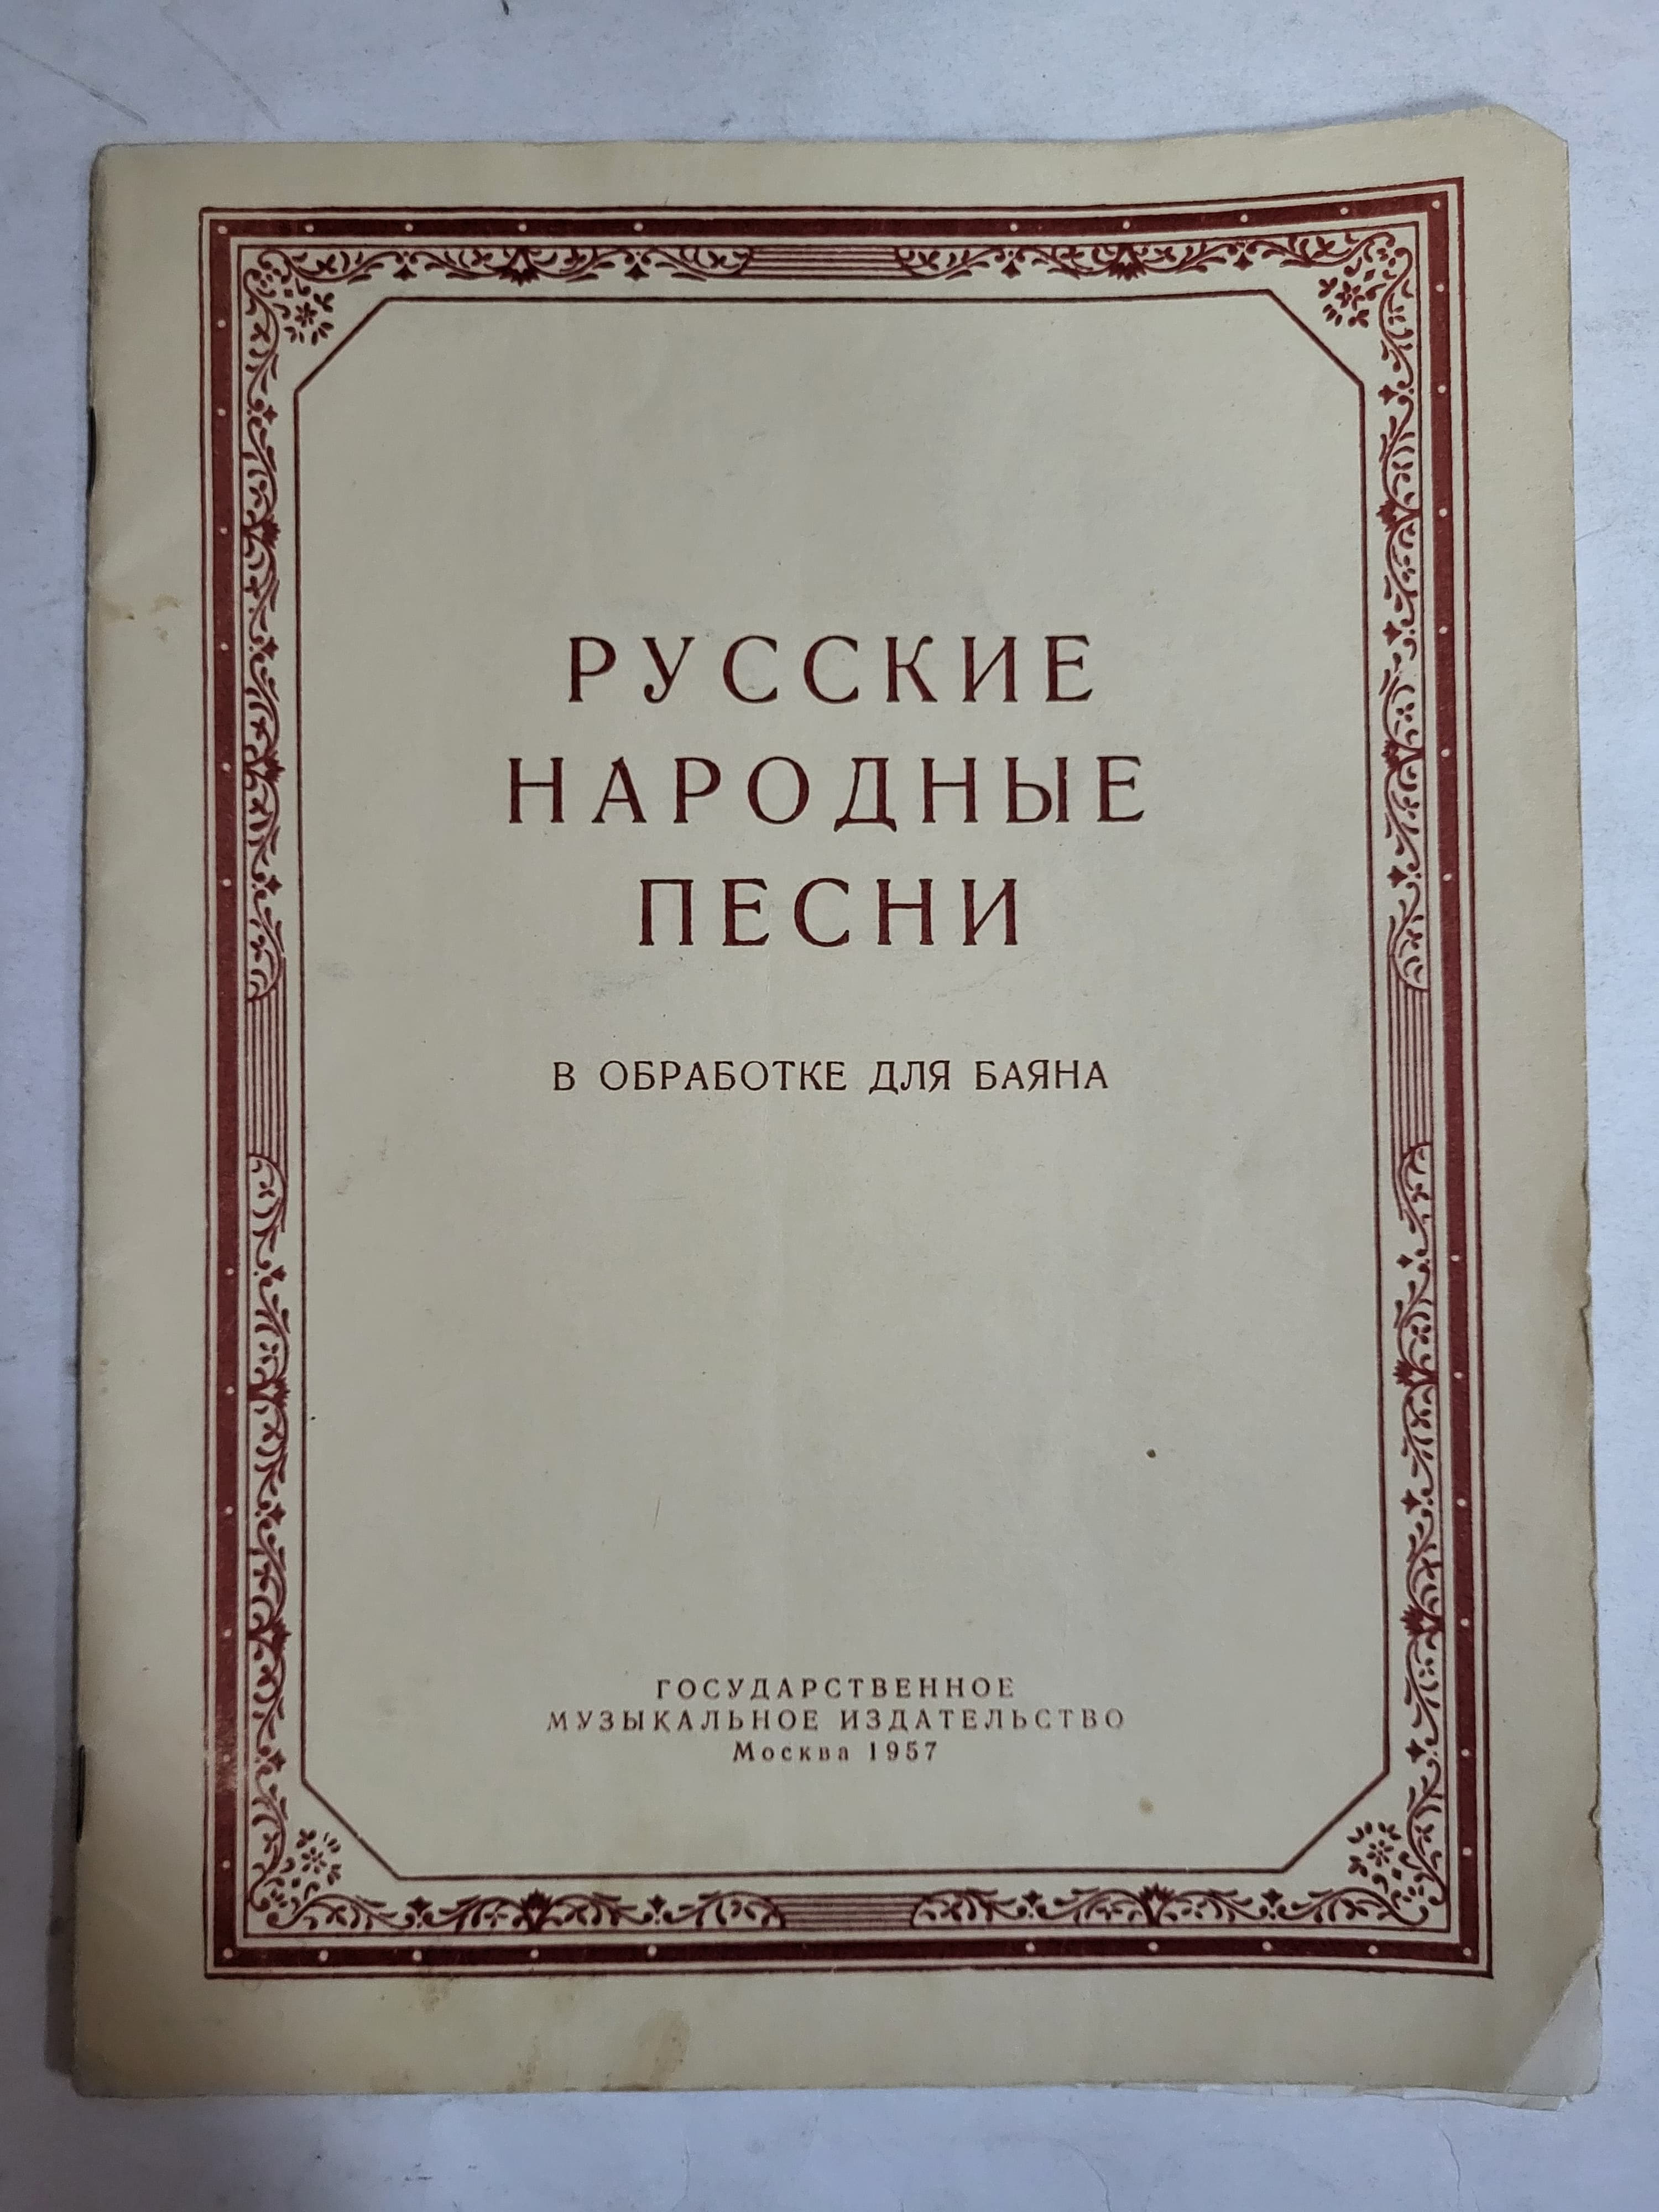 РУССКИЕ
НАРОДНЫЕ
ПЕСНИ
В ОБРАБОТКЕ ДЛЯ БАЯНА
ГОСУДАРСТВЕННОЕ
МУЗЫКАЛЬНОЕ ИЗДАТЕЛЬСТВО
Москва 1957